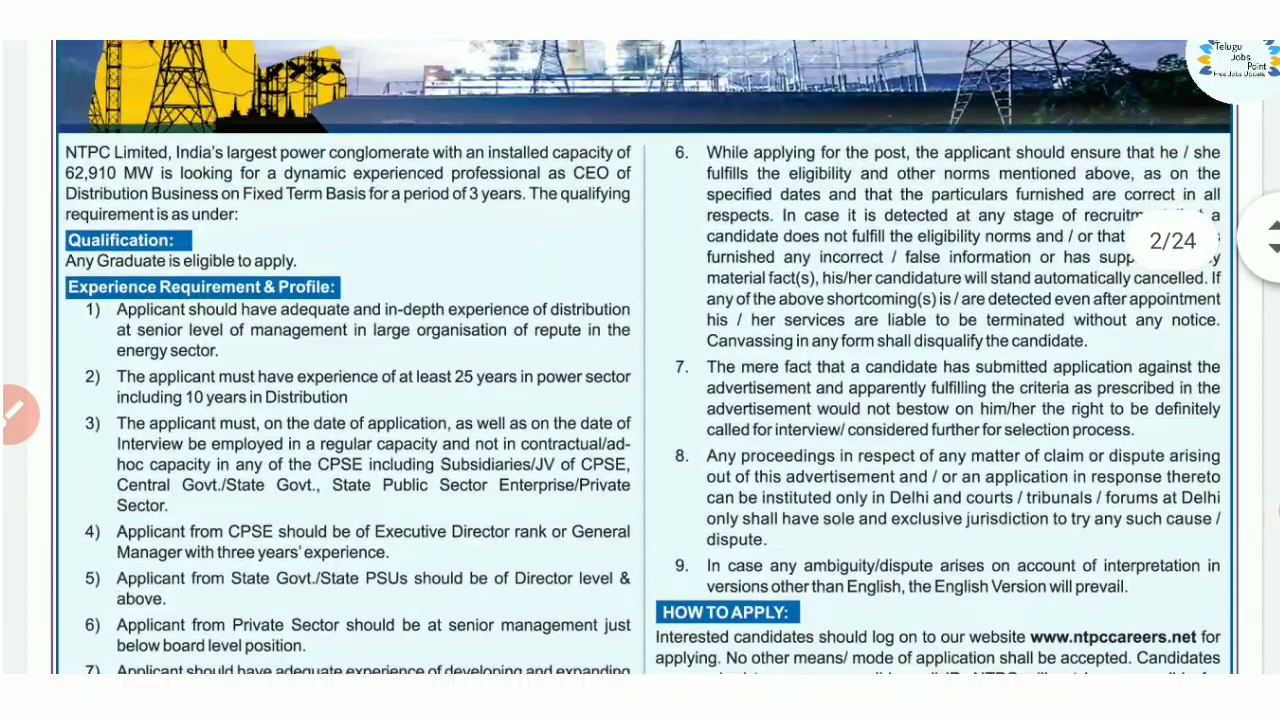 Telugu
Jobs
Point
Free Jobs Update
NTPC Limited, India's largest power conglomerate with an installed capacity of
62,910 MW is looking for a dynamic experienced professional as CEO of
Distribution Business on Fixed Term Basis for a period of 3 years. The qualifying
requirement is as under:
Qualification:
Any Graduate is eligible to apply.
Experience Requirement & Profile:
1) Applicant should have adequate and in-depth experience of distribution
at senior level of management in large organisation of repute in the
energy sector.
2) The applicant must have experience of at least 25 years in power sector
including 10 years in Distribution
3) The applicant must, on the date of application, as well as on the date of
Interview be employed in a regular capacity and not in contractual/ad-
hoc capacity in any of the CPSE including Subsidiaries/JV of CPSE,
Central Govt./State Govt., State Public Sector Enterprise/Private
Sector.
4) Applicant from CPSE should be of Executive Director rank or General
Manager with three years' experience.
5) Applicant from State Govt./State PSUs should be of Director level &
above.
6) Applicant from Private Sector should be at senior management just
below board level position.
7) Applicant should have adequate experience of developing and expanding
6. While applying for the post, the applicant should ensure that he / she
fulfills the eligibility and other norms mentioned above, as on the
specified dates and that the particulars furnished are correct in all
respects. In case it is detected at any stage of a
candidate does not fulfill the eligibility norms and / or that
furnished any incorrect / false information or has
material fact(s), his/her candidature will stand automatically cancelled. If
any of the above shortcoming(s) is / are detected even after appointment
his / her services are liable to be terminated without any notice.
Canvassing in any form shall disqualify the candidate.
2/24
7. The mere fact that a candidate has submitted application against the
advertisement and apparently fulfilling the criteria as prescribed in the
advertisement would not bestow on him/her the right to be definitely
called for interview/ considered further for selection process.
8. Any proceedings in respect of any matter of claim or dispute arising
out of this advertisement and / or an application in response thereto
can be instituted only in Delhi and courts / tribunals / forums at Delhi
only shall have sole and exclusive jurisdiction to try any such cause /
dispute.
9. In case any ambiguity/dispute arises on account of interpretation in
versions other than English, the English Version will prevail.
HOW TO APPLY:
Interested candidates should log on to our website www.ntpccareers.net for
applying. No other means/ mode of application shall be accepted. Candidates